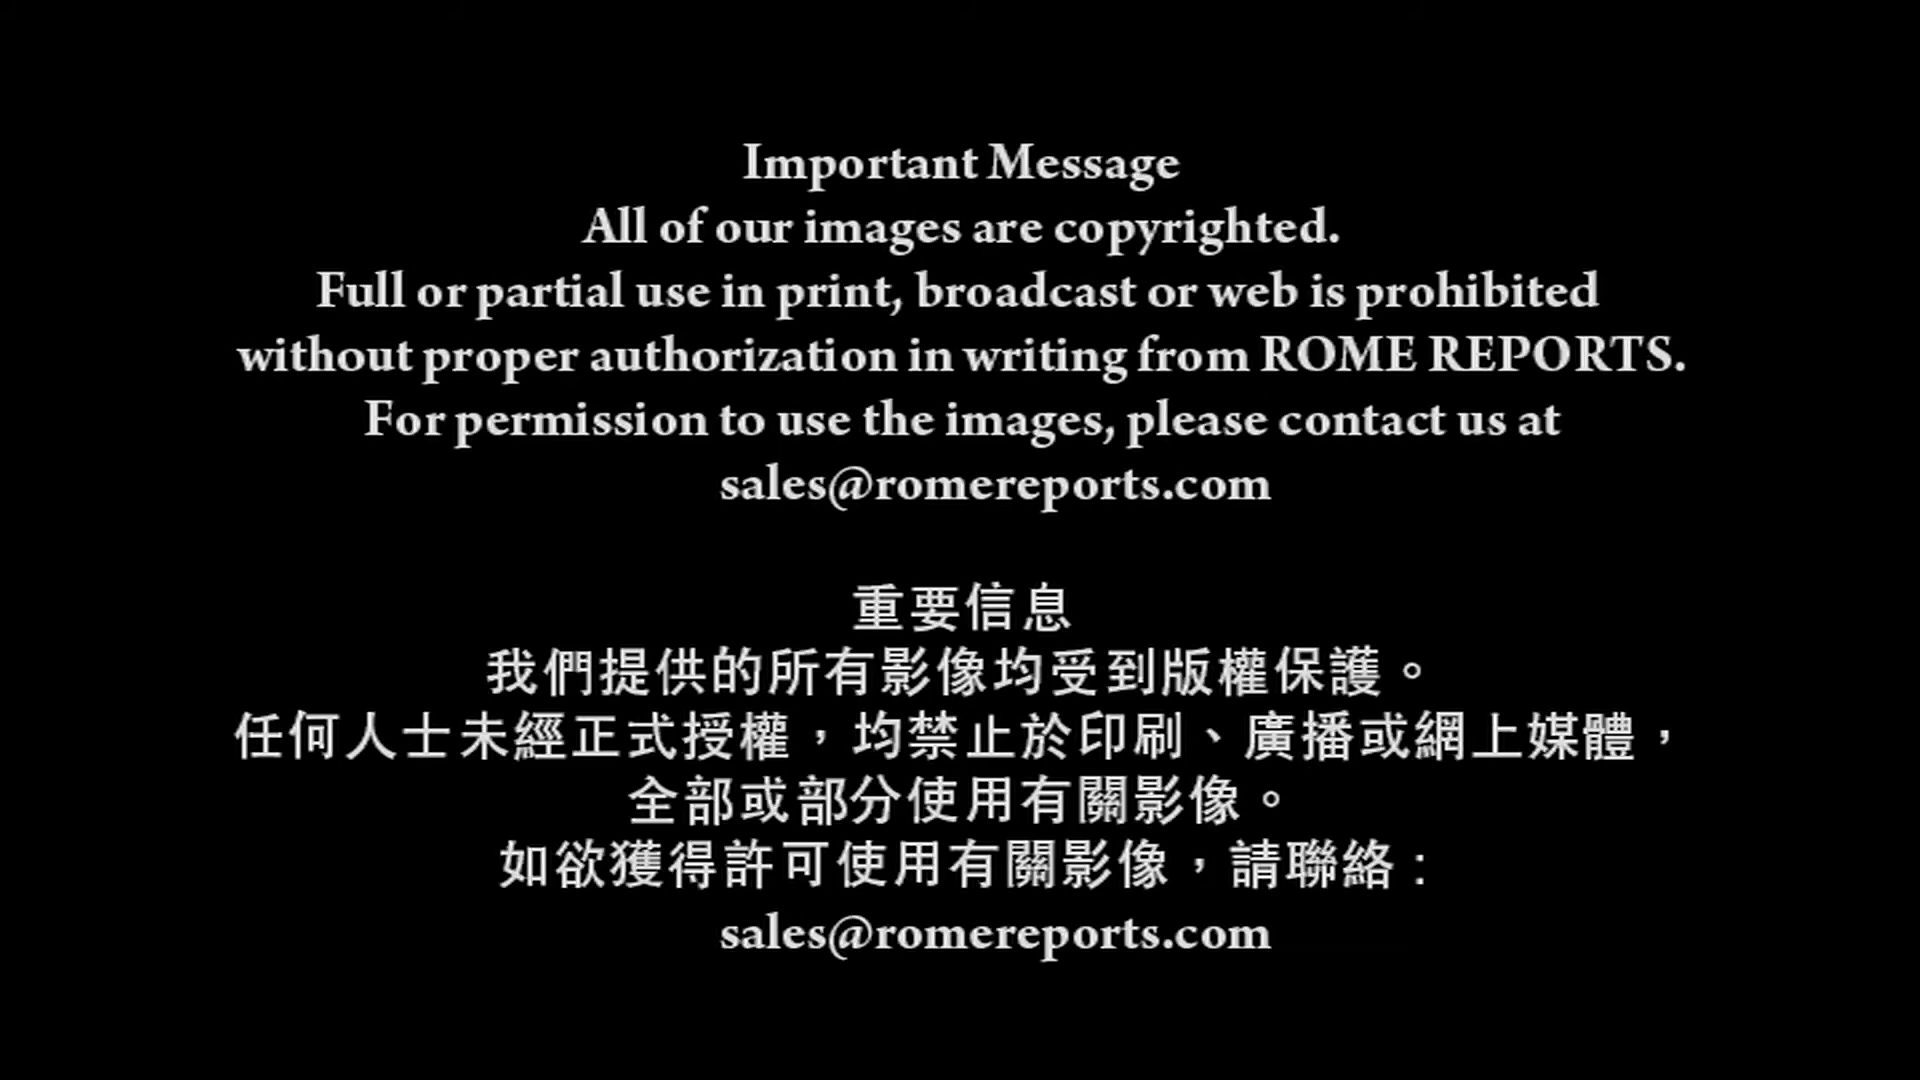 Important Message
All of our images are copyrighted.
Full or partial use in print, broadcast or web is prohibited
without proper authorization in writing from ROME REPORTS.
For permission to use the images, please contact us at
sales@romereports.com
重要信息
我們提供的所有影像均受到版權保護。
任何人士未經正式授權，均禁止於印刷、廣播或網上媒體，
全部或部分使用有關影像。
如欲獲得許可使用有關影像，請聯絡：
sales@romereports.com